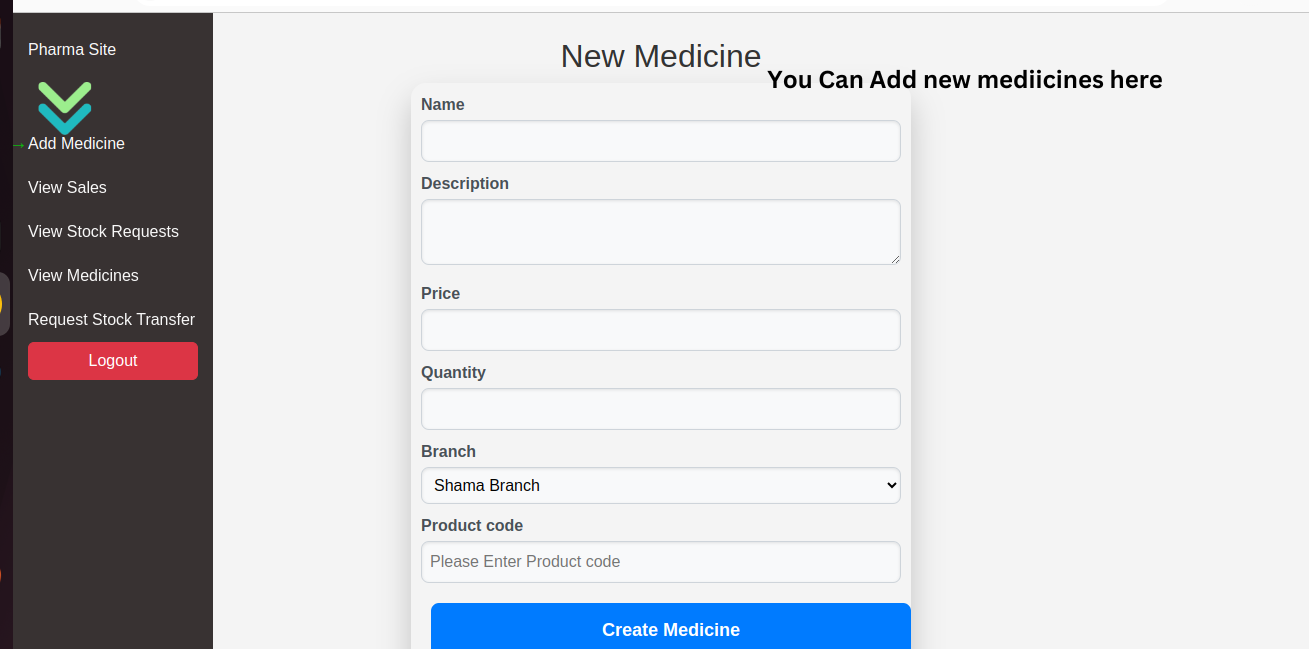 Pharma Site
→ Add Medicine
View Sales
View Stock Requests
View Medicines
Request Stock Transfer
Logout
New Medicine
You Can Add new mediicines here
Name
Description
Price
Quantity
Branch
Shama Branch
Product code
Please Enter Product code
Create Medicine